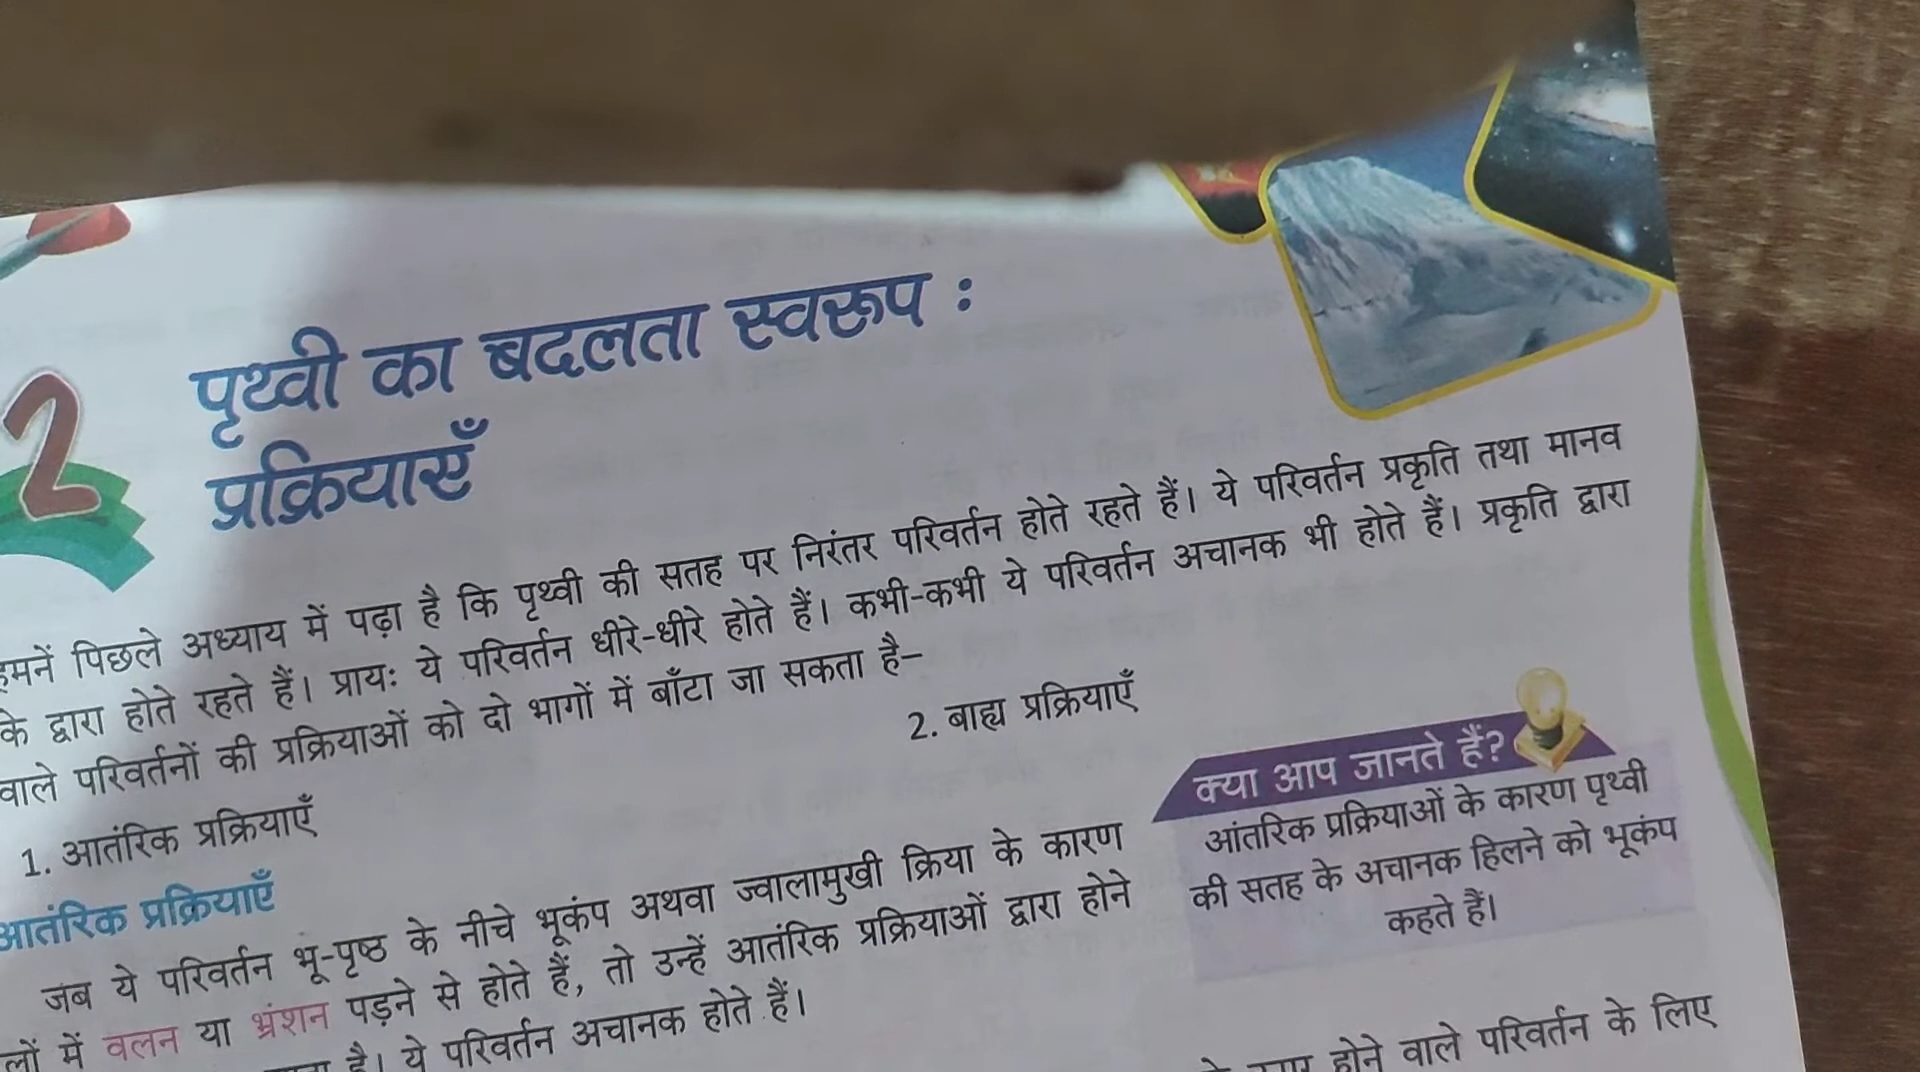 2
पृथ्वी का बदलता स्वरूप :
प्रक्रियाएँ
हमनें पिछले अध्याय में पढ़ा है कि पृथ्वी की सतह पर निरंतर परिवर्तन होते रहते हैं। ये परिवर्तन प्रकृति तथा मानव
के द्वारा होते रहते हैं। प्रायः ये परिवर्तन धीरे-धीरे होते हैं। कभी-कभी ये परिवर्तन अचानक भी होते हैं। प्रकृति द्वारा
वाले परिवर्तनों की प्रक्रियाओं को दो भागों में बाँटा जा सकता है–
1. आतंरिक प्रक्रियाएँ 2. बाह्य प्रक्रियाएँ
आतंरिक प्रक्रियाएँ
जब ये परिवर्तन भू-पृष्ठ के नीचे भूकंप अथवा ज्वालामुखी क्रिया के कारण
में वलन या भ्रंशन पड़ने से होते हैं, तो उन्हें आतंरिक प्रक्रियाओं द्वारा होने
है। ये परिवर्तन अचानक होते हैं।
क्या आप जानते हैं?
आंतरिक प्रक्रियाओं के कारण पृथ्वी
की सतह के अचानक हिलने को भूकंप
कहते हैं।
होने वाले परिवर्तन के लिए